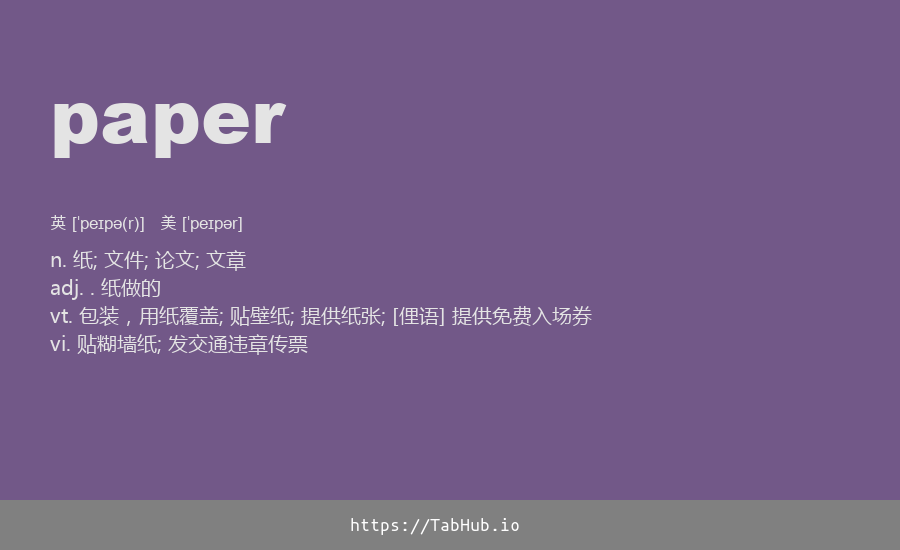 paper
英 [ˈpeɪpə(r)] 美 [ˈpeɪpər]
n. 纸; 文件; 论文; 文章
adj. . 纸做的
vt. 包装，用纸覆盖; 贴壁纸; 提供纸张; [俚语] 提供免费入场券
vi. 贴糊墙纸; 发交通违章传票
https://TabHub.io